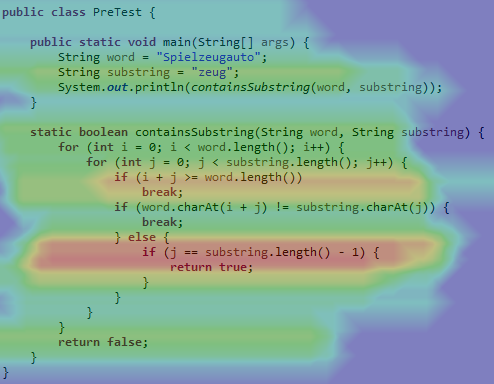 public class PreTest {
public static void main(String[] args) {
String word = "Spielzeugauto";
String substring = "zeug";
System.out.println(containsSubstring(word, substring));
}
static boolean containsSubstring(String word, String substring) {
for (int i = 0; i < word.length(); i++) {
for (int j = 0; j < substring.length(); j++) {
if (i + j >= word.length())
break;
if (word.charAt(i + j) != substring.charAt(j)) {
break;
} else {
if (j == substring.length() - 1) {
return true;
}
}
}
}
return false;
}
}